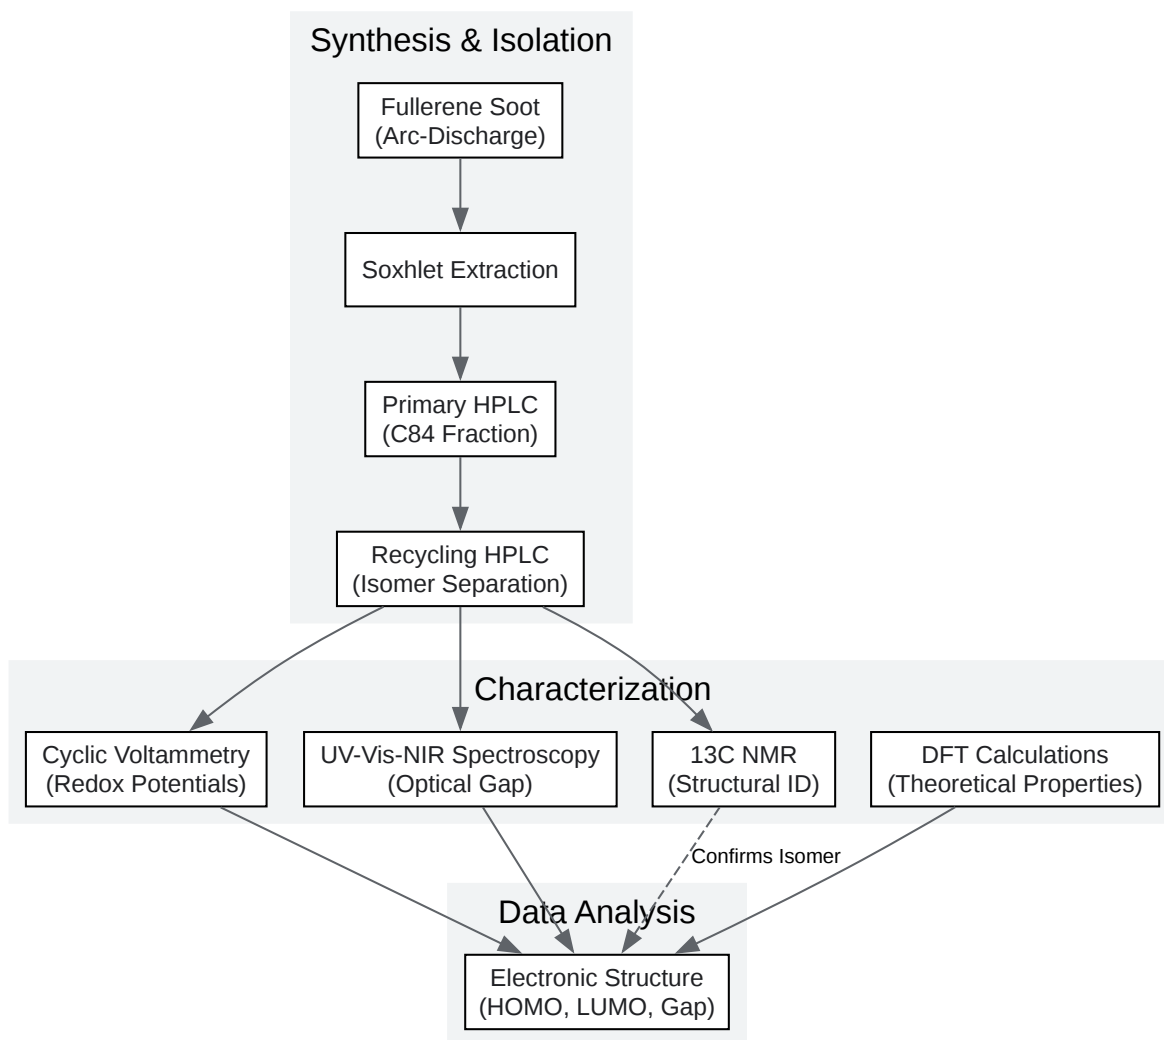 Synthesis & Isolation
Fullerene Soot
(Arc-Discharge)
Soxhlet Extraction
Primary HPLC
(C84 Fraction)
Recycling HPLC
(Isomer Separation)
Characterization
Cyclic Voltammetry
(Redox Potentials)
UV-Vis-NIR Spectroscopy
(Optical Gap)
13C NMR
(Structural ID)
DFT Calculations
(Theoretical Properties)
Confirms Isomer
Data Analysis
Electronic Structure
(HOMO, LUMO, Gap)